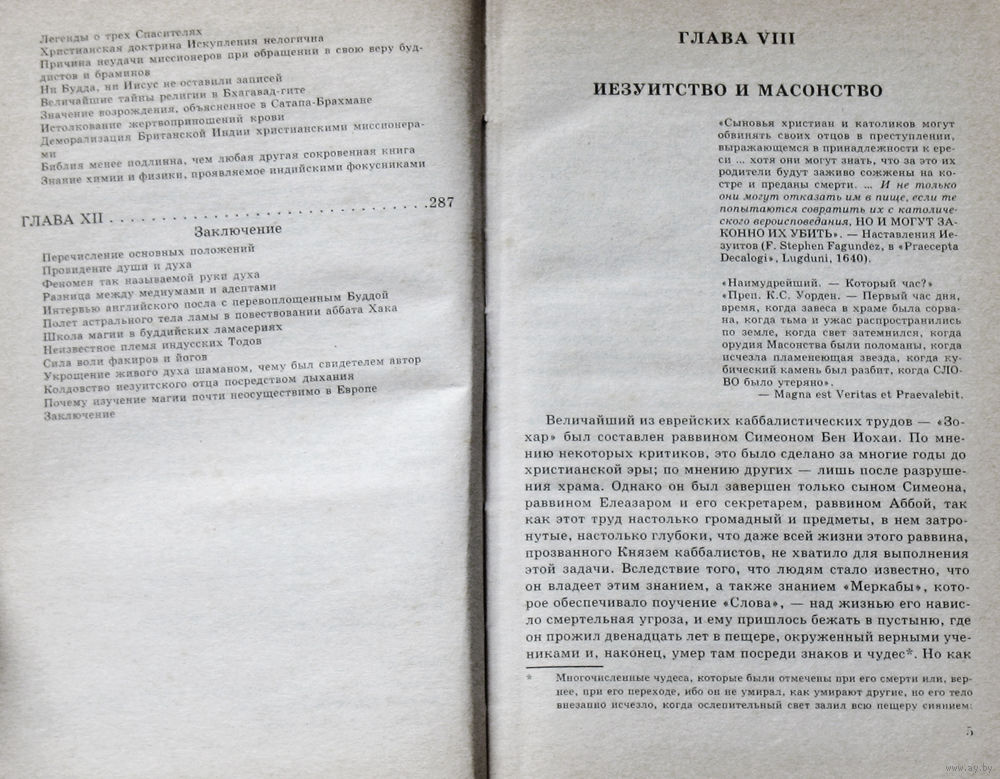 Легенды о трех Спасителях
Христианская доктрина Искупления нелогична
Причина неудачи миссионеров при обращении в свою веру буд-
дистов и браминов
Ни Будда, ни Иисус не оставили записей
Величайшие тайны религии в Бхагавад-гите
Значение возрождения, объясненное в Сатапа-Брахмане
Истолкование жертвоприношений крови
Деморализация Британской Индии христианскими миссионера-
ми
Библия менее подлинна, чем любая другая сокровенная книга
Знание химии и физики, проявляемое индийскими фокусниками
ГЛАВА XII . . . . . . . . . . . . . . . . . . . . . . . . . . . . . . 287
Заключение
Перечисление основных положений
Провидение души и духа
Феномен так называемой руки духа
Разница между медиумами и адептами
Интервью английского посла с перевоплощенным Буддой
Полет астрального тела ламы в повествовании аббата Хака
Школа магии в буддийских ламасериях
Неизвестное племя индусских Тодов
Сила воли факиров и йогов
Укрощение живого духа шаманом, чему был свидетелем автор
Колдовство иезуитского отца посредством дыхания
Почему изучение магии почти неосуществимо в Европе
Заключение
ГЛАВА VIII
ИЕЗУИТСТВО И МАСОНСТВО
«Сыновья христиан и католиков могут
обвинять своих отцов в преступлении,
выражающемся в принадлежности к ере-
си ... хотя они могут знать, что за это их
родители будут заживо сожжены на ко-
стре и преданы смерти. ... И не только
они могут отказать им в пище, если те
попытаются совратить их с католиче-
ского вероисповедания, НО И МОГУТ ЗА-
КОННО ИХ УБИТЬ». — Наставления Ие-
зуитов (F. Stephen Fagundez, в «Praecepta
Decalogi», Lugduni, 1640).
«Наимудрейший. — Который час?»
«Преп. К.С. Уорден. — Первый час дня,
время, когда завеса в храме была сорва-
на, когда тьма и ужас распространились
по земле, когда свет затемнился, когда
орудия Масонства были поломаны, когда
исчезла пламенеющая звезда, когда ку-
бический камень был разбит, когда СЛО-
ВО было утеряно».
— Magna est Veritas et Praevalebit.
Величайший из еврейских каббалистических трудов — «Зо-
хар» был составлен раввином Симеоном Бен Иохаи. По мне-
нию некоторых критиков, это было сделано за многие годы до
христианской эры; по мнению других — лишь после разруше-
ния храма. Однако он был завершен только сыном Симеона,
раввином Елеазаром и его секретарем, раввином Аббой, так
как этот труд настолько громадный и предметы, в нем затро-
нутые, настолько глубоки, что даже всей жизни этого раввина,
прозванного Князем каббалистов, не хватило для выполнения
этой задачи. Вследствие того, что людям стало известно, что
он владеет этим знанием, а также знанием «Меркабы», кото-
рое обеспечивало поучение «Слова», — над жизнью его навис-
ло смертельная угроза, и ему пришлось бежать в пустыню, где
он прожил двенадцать лет в пещере, окруженный верными уче-
никами и, наконец, умер там посреди знаков и чудес*. Но как
* Многочисленные чудеса, которые были отмечены при его смерти или, вер-
нее, при его переходе, ибо он не умирал, как умирают другие, но его тело
внезапно исчезло, когда ослепительный свет залил всю пещеру сиянием;
5
www.ay.by